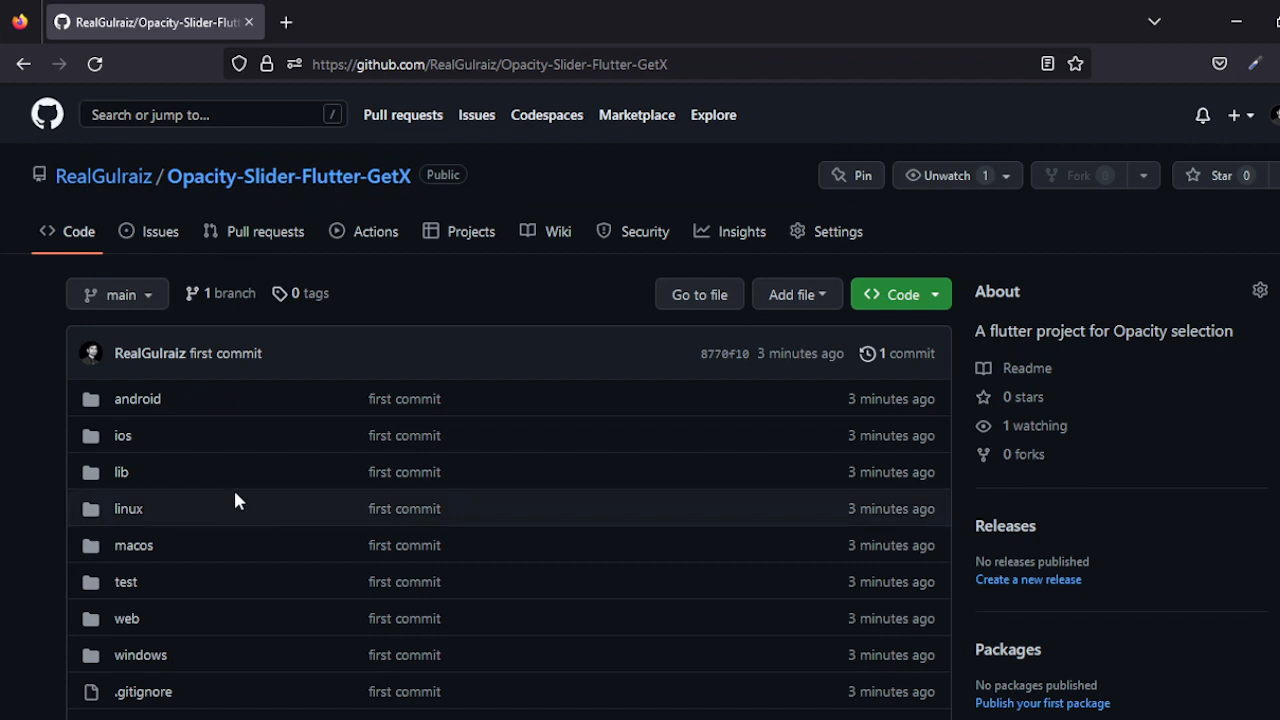 RealGulraiz/Opacity-Slider-Flutt
https://github.com/RealGulraiz/Opacity-Slider-Flutter-GetX
Search or jump to... /
Pull requests Issues Codespaces Marketplace Explore
RealGulraiz / Opacity-Slider-Flutter-GetX Public
Pin Unwatch 1 Fork 0 Star 0
Code Issues Pull requests Actions Projects Wiki Security Insights Settings
main 1 branch 0 tags Go to file Add file Code
RealGulraiz first commit 8770f10 3 minutes ago 1 commit
android first commit 3 minutes ago
ios first commit 3 minutes ago
lib first commit 3 minutes ago
linux first commit 3 minutes ago
macos first commit 3 minutes ago
test first commit 3 minutes ago
web first commit 3 minutes ago
windows first commit 3 minutes ago
.gitignore first commit 3 minutes ago
About
A flutter project for Opacity selection
Readme
0 stars
1 watching
0 forks
Releases
No releases published
Create a new release
Packages
No packages published
Publish your first package